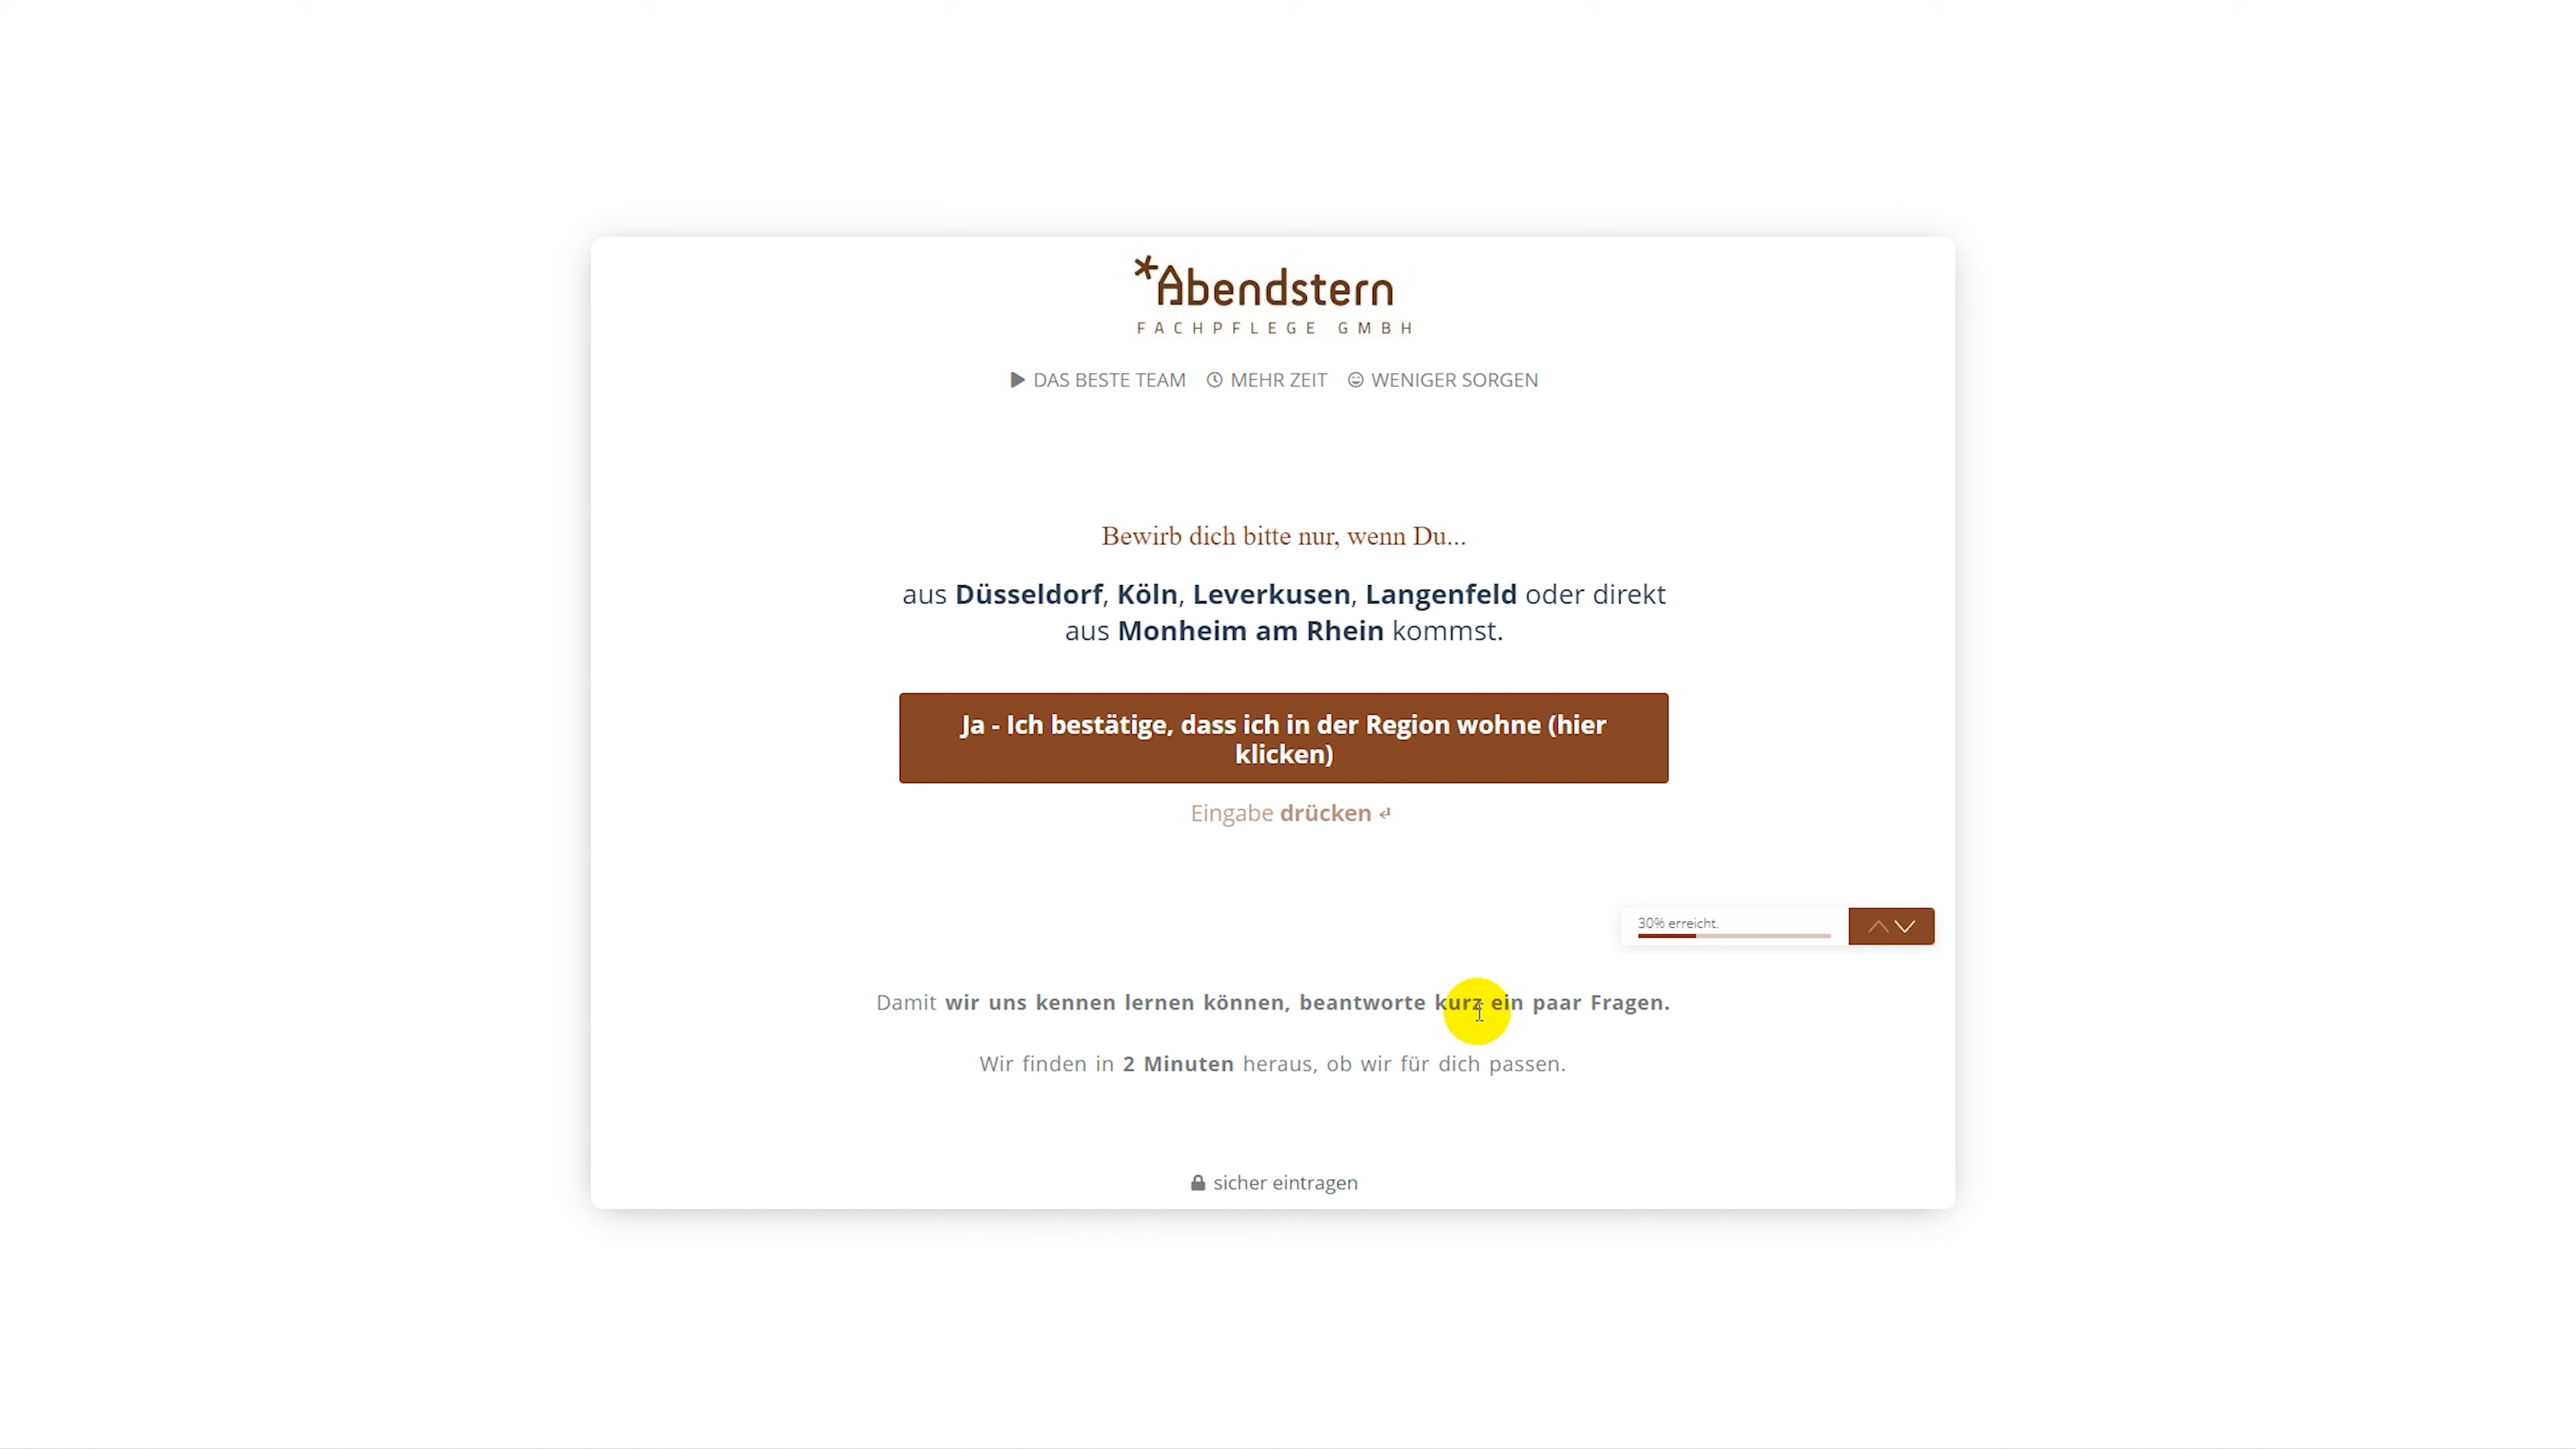 *Abendstern
FACHPFLEGE GMBH
DAS BESTE TEAM MEHR ZEIT WENIGER SORGEN
Bewirb dich bitte nur, wenn Du...
aus Düsseldorf, Köln, Leverkusen, Langenfeld oder direkt
aus Monheim am Rhein kommst.
Ja - Ich bestätige, dass ich in der Region wohne (hier
klicken)
Eingabe drücken ↵
30% erreicht.
Damit wir uns kennen lernen können, beantworte kurz ein paar Fragen.
Wir finden in 2 Minuten heraus, ob wir für dich passen.
sicher eintragen